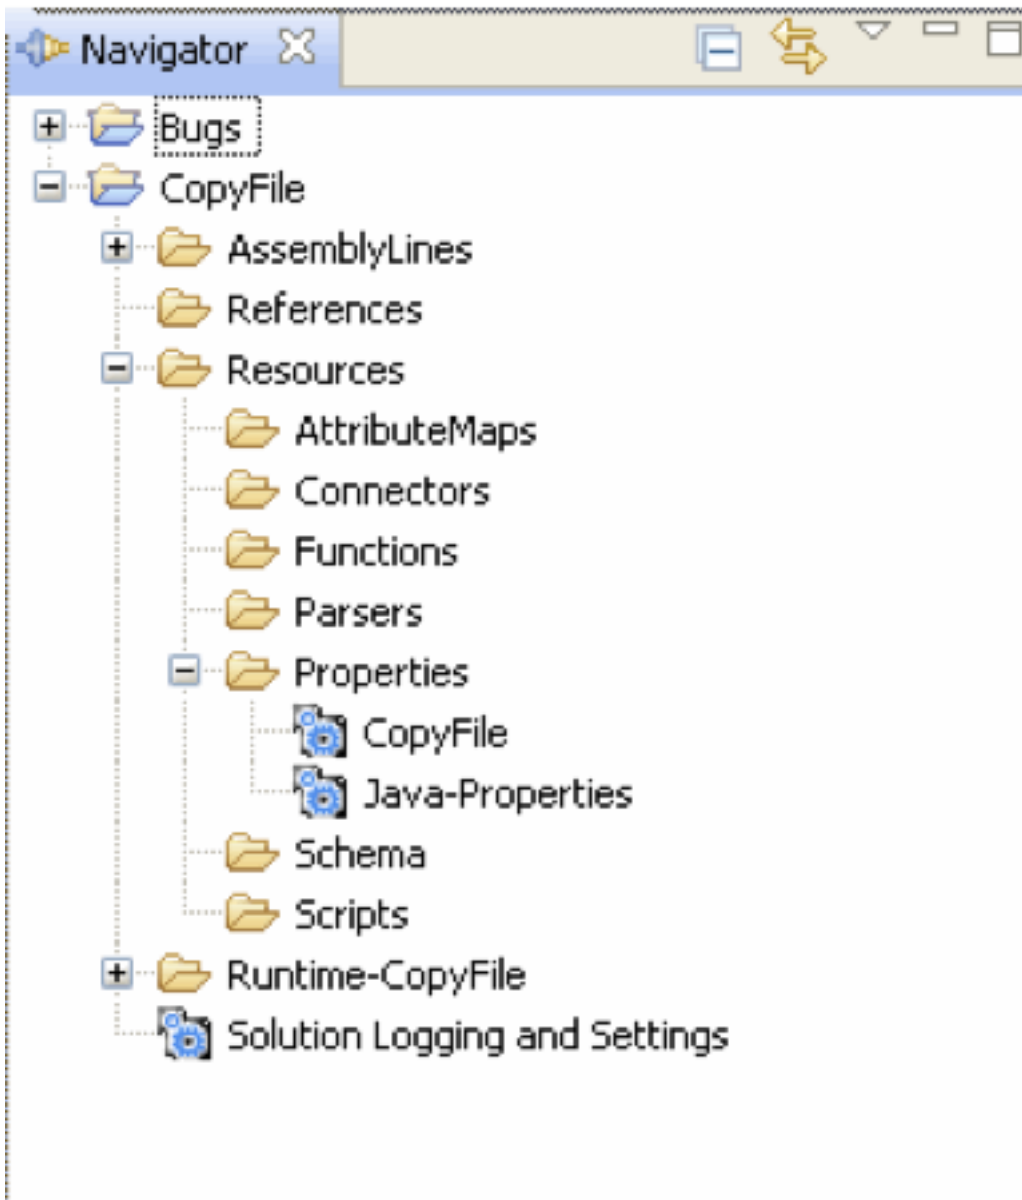 Navigator
Bugs
CopyFile
AssemblyLines
References
Resources
AttributeMaps
Connectors
Functions
Parsers
Properties
CopyFile
Java-Properties
Schema
Scripts
Runtime-CopyFile
Solution Logging and Settings